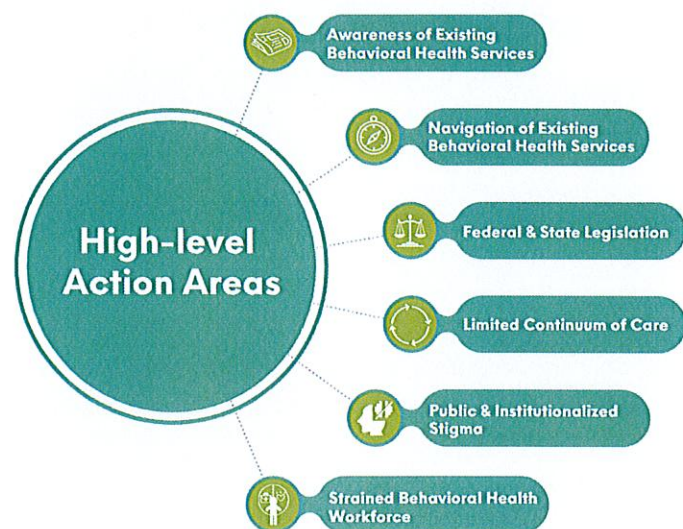 Awareness of Existing
Behavioral Health Services
Navigation of Existing
Behavioral Health Services
High-level
Action Areas
Federal & State Legislation
Limited Continuum of Care
Public & Institutionalized
Stigma
Strained Behavioral Health
Workforce